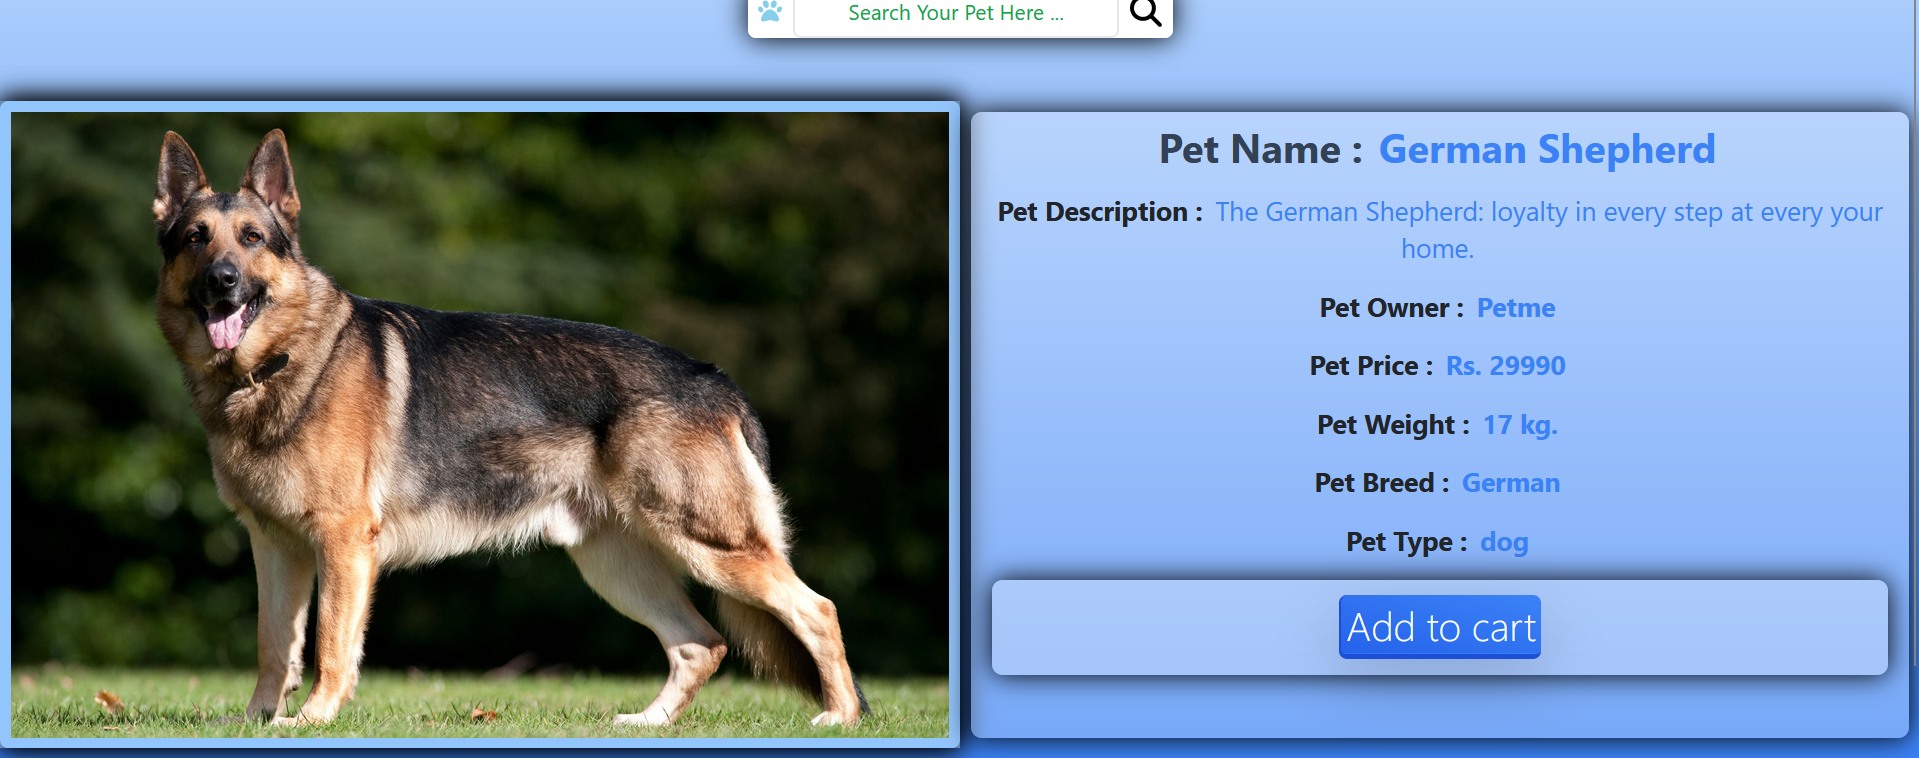 Search Your Pet Here ...
Pet Name : German Shepherd
Pet Description : The German Shepherd: loyalty in every step at every your
home.
Pet Owner : Petme
Pet Price : Rs. 29990
Pet Weight : 17 kg.
Pet Breed : German
Pet Type : dog
Add to cart